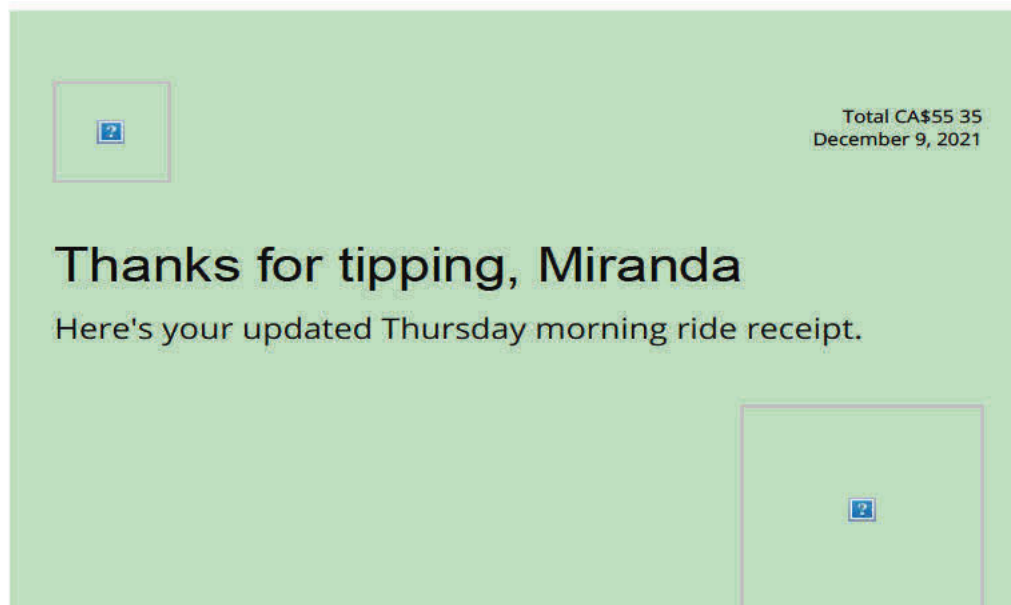 Total CA$55 35
December 9, 2021
Thanks for tipping, Miranda
Here's your updated Thursday morning ride receipt.